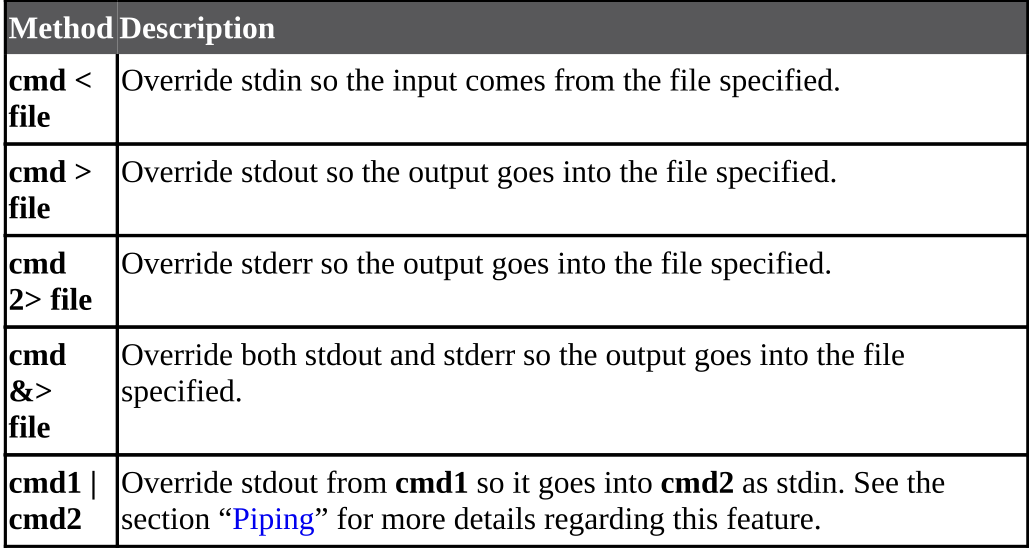 Method Description
cmd < Override stdin so the input comes from the file specified.
file
cmd > Override stdout so the output goes into the file specified.
file
cmd Override stderr so the output goes into the file specified.
2> file
cmd Override both stdout and stderr so the output goes into the file
&> specified.
file
cmd1 | Override stdout from cmd1 so it goes into cmd2 as stdin. See the
cmd2 section “Piping” for more details regarding this feature.